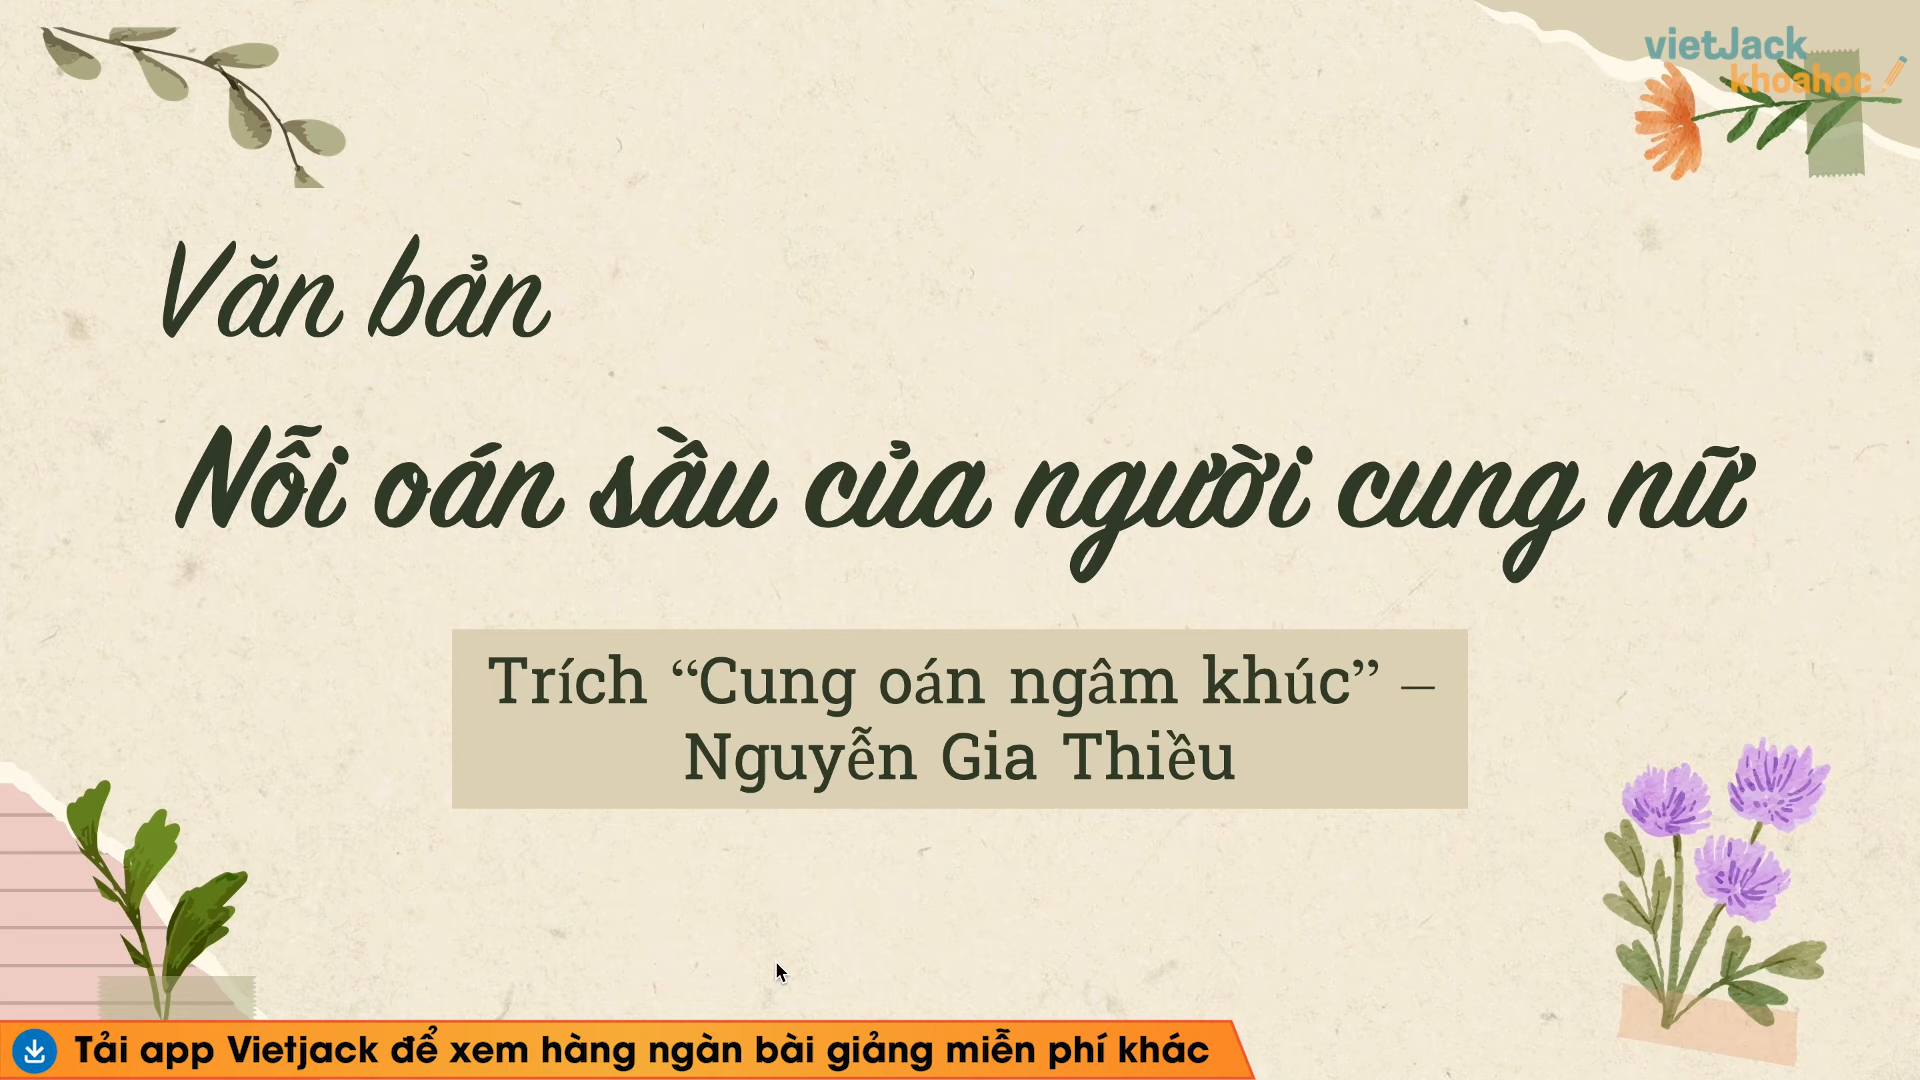 vietJack
khoahoc
Văn bản
Nỗi oán sầu của người cung nữ
Trích “Cung oán ngâm khúc” –
Nguyễn Gia Thiều
Tải app Vietjack để xem hàng ngàn bài giảng miễn phí khác